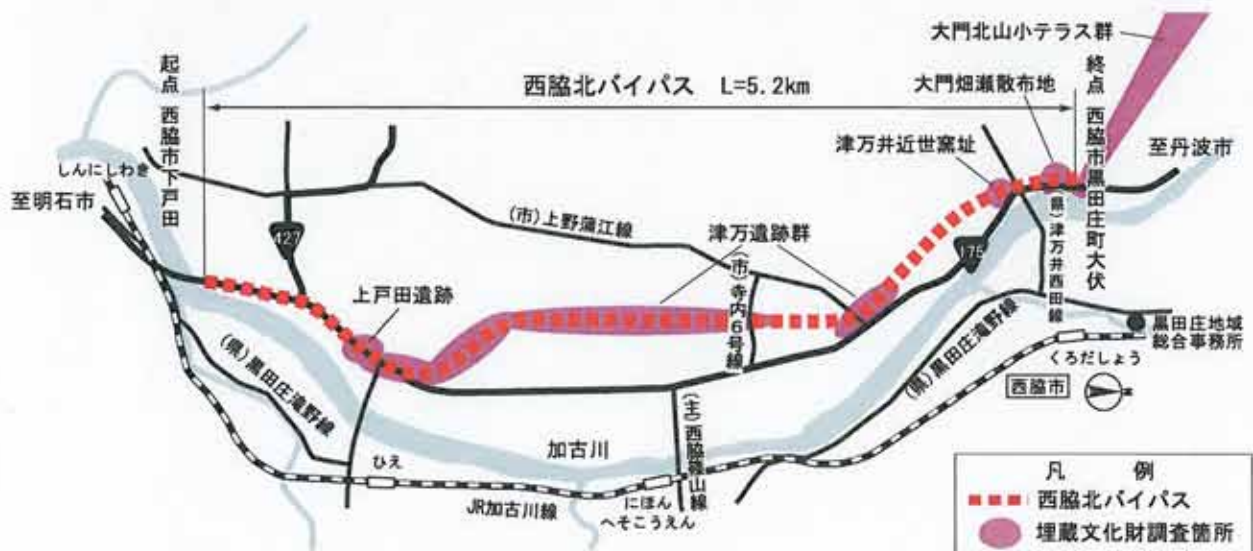 大門北山小テラス群
起点 西脇市下戸田
西脇北バイパス L=5.2km
大門畑瀬散布地
終点 西脇市黒田庄町大伏
津万井近世窯址
至丹波市
しんにしわき
至明石市
427
(市)上野蒲江線
津万遺跡群
175
(県)津万井西田線
上戸田遺跡
(市)寺内6号線
(県)黒田庄滝野線
(県)黒田庄滝野線
黒田庄地域
総合事務所
くろだしょう
西脇市
加古川
(主)西脇篠山線
ひえ
JR加古川線
にほん
へそこうえん
凡 例
西脇北バイパス
埋蔵文化財調査箇所